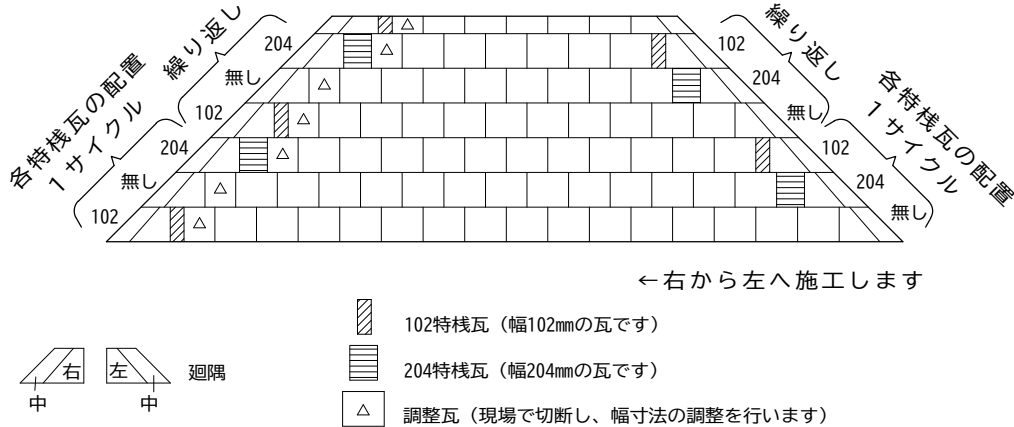 各特桟瓦の配置
1サイクル
繰り返し
204
無し
102
204
無し
102
繰り返し
各特桟瓦の配置
1サイクル
102
204
無し
102
204
無し
△
△
△
△
△
△
△
←右から左へ施工します
右
中
左
中
廻隅
102特桟瓦（幅102㎜の瓦です）
204特桟瓦（幅204㎜の瓦です）
△ 調整瓦（現場で切断し、幅寸法の調整を行います）